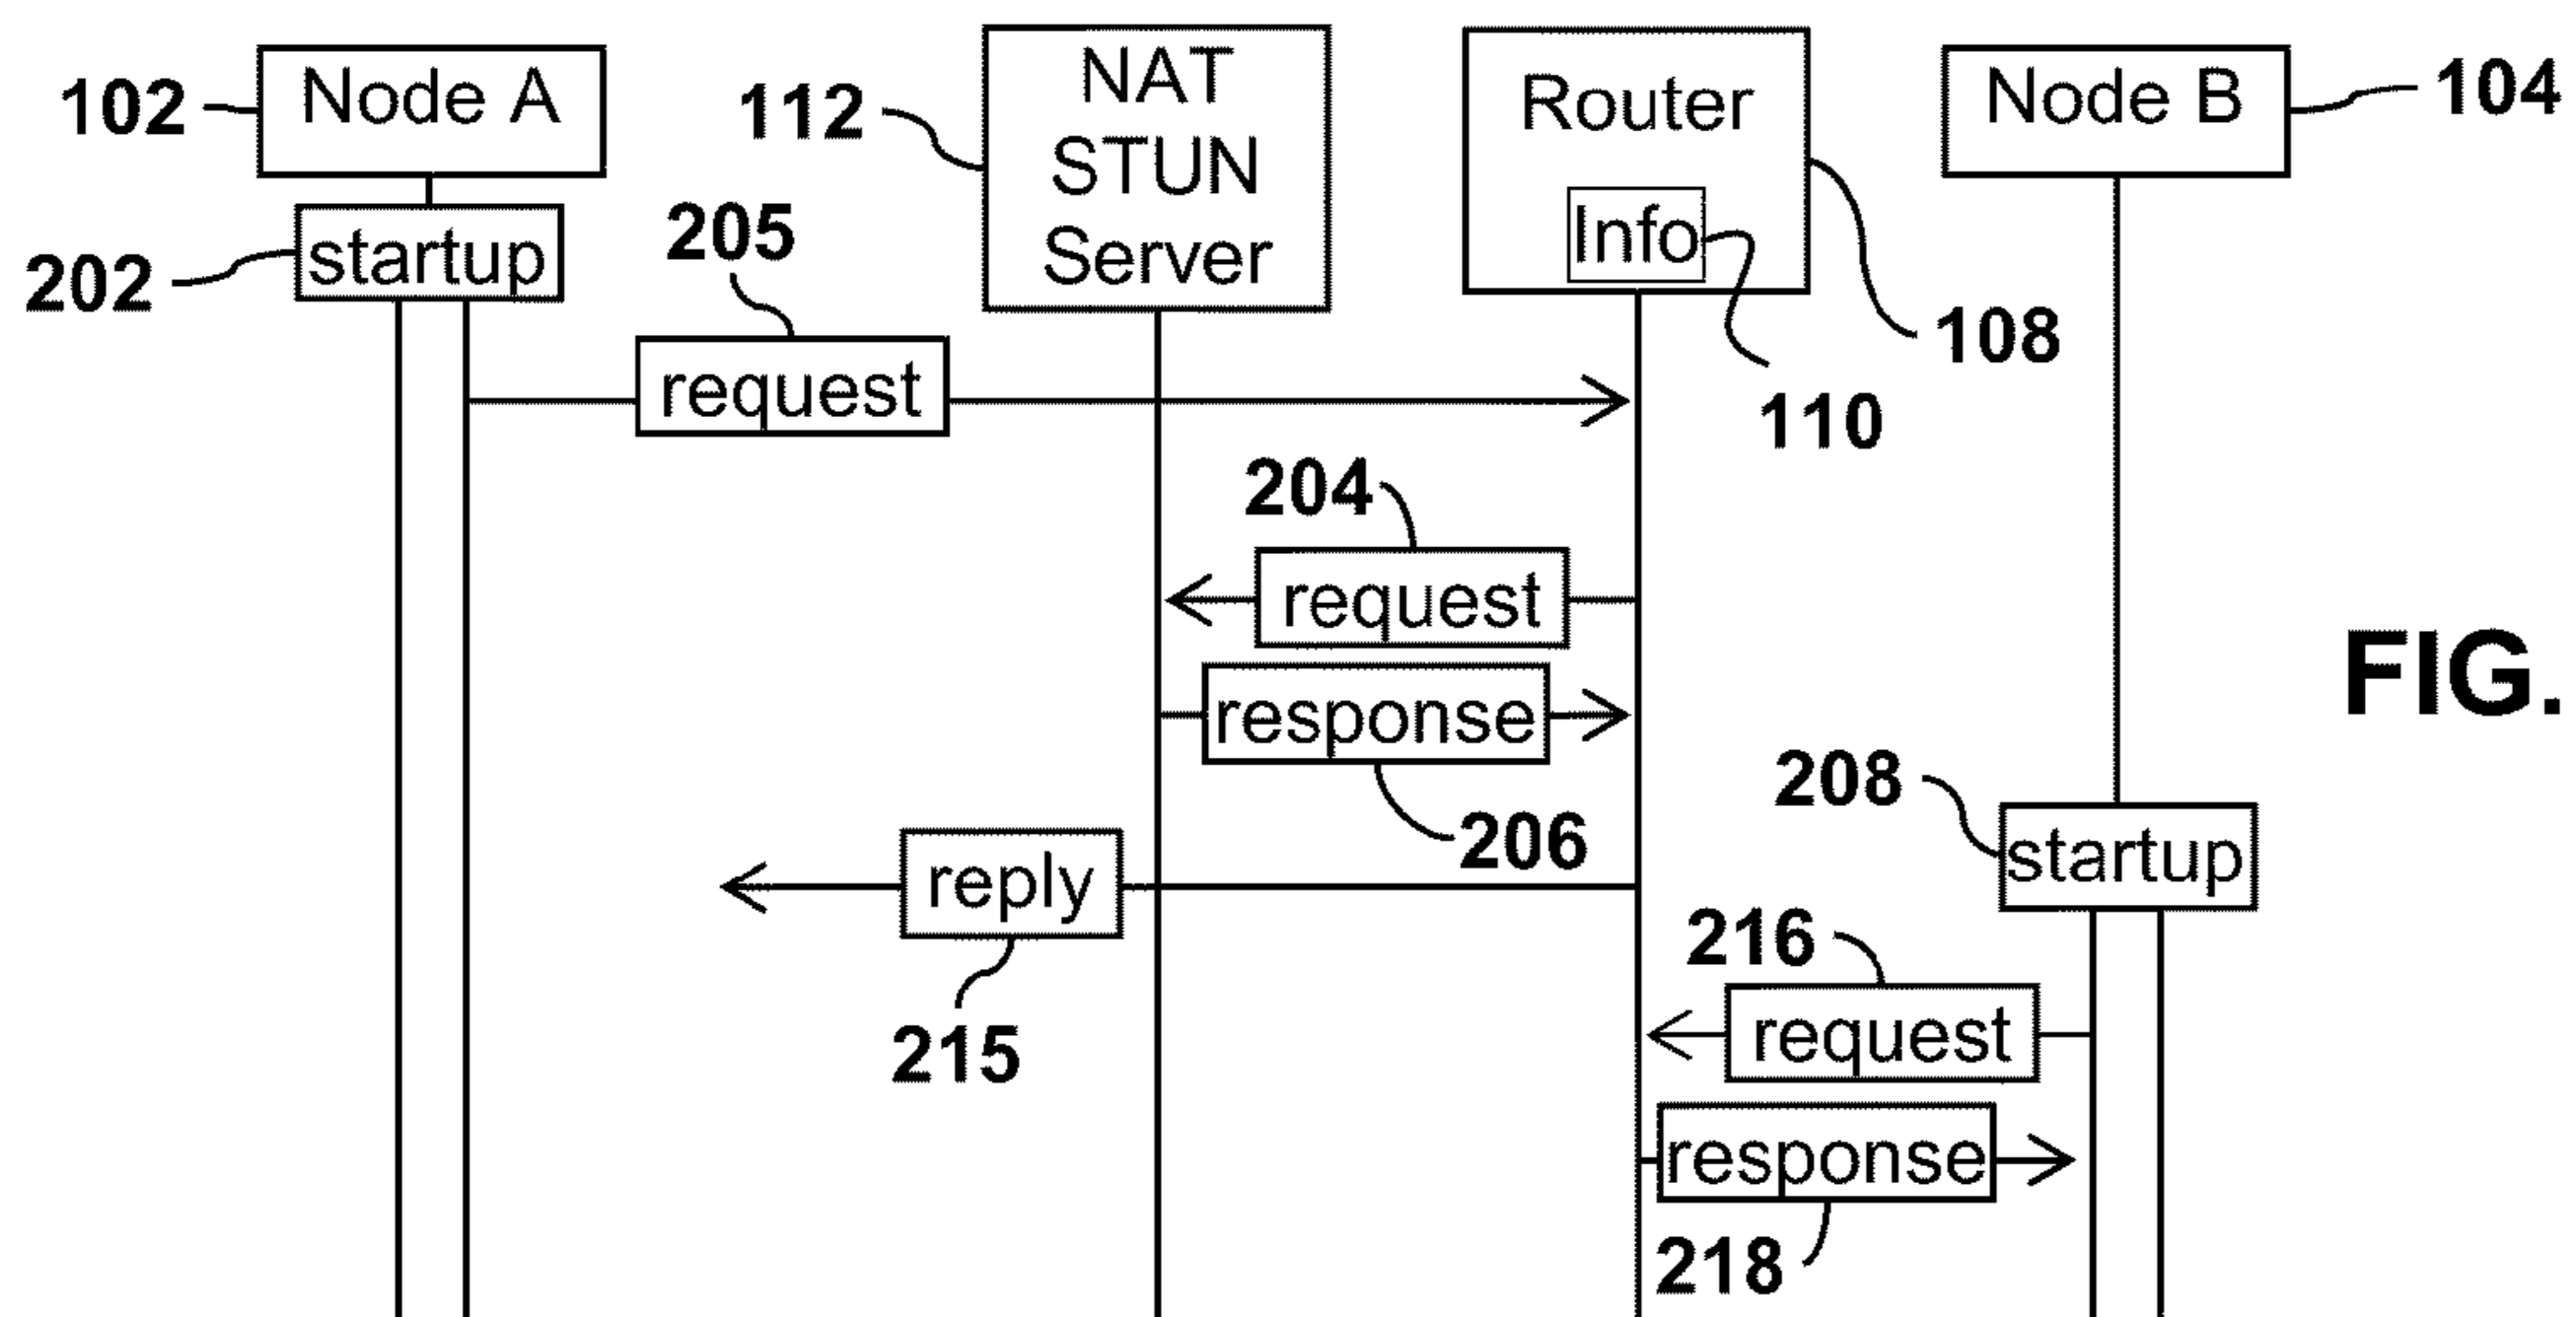 102
Node A
112
NAT
STUN
Server
Router
Info
Node B
104
202
startup
205
108
request
110
204
request
FIG.
response
208
206
startup
reply
216
215
request
response
218